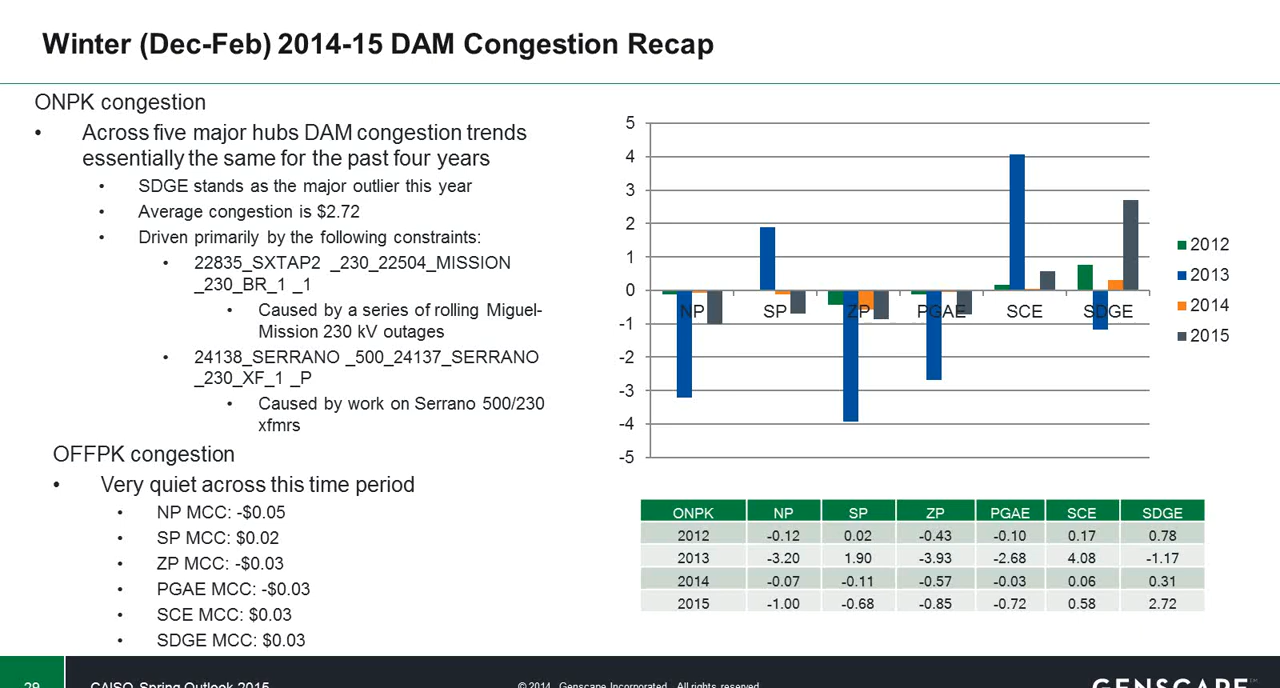 Winter (Dec-Feb) 2014-15 DAM Congestion Recap
ONPK congestion
• Across five major hubs DAM congestion trends
essentially the same for the past four years
• SDGE stands as the major outlier this year
• Average congestion is $2.72
• Driven primarily by the following constraints:
• 22835_SXTAP2 _230_22504_MISSION
_230_BR_1 _1
• Caused by a series of rolling Miguel-
Mission 230 kV outages
• 24138_SERRANO _500_24137_SERRANO
_230_XF_1 _P
• Caused by work on Serrano 500/230
xfmrs
OFFPK congestion
• Very quiet across this time period
• NP MCC: -$0.05
• SP MCC: $0.02
• ZP MCC: -$0.03
• PGAE MCC: -$0.03
• SCE MCC: $0.03
• SDGE MCC: $0.03
5
4
3
2
1
0
-1
-2
-3
-4
-5
NP SP ZP PGAE SCE SDGE
2012
2013
2014
2015
ONPK NP SP ZP PGAE SCE SDGE
2012 -0.12 0.02 -0.43 -0.10 0.17 0.78
2013 -3.20 1.90 -3.93 -2.68 4.08 -1.17
2014 -0.07 -0.11 -0.57 -0.03 0.06 0.31
2015 -1.00 -0.68 -0.85 -0.72 0.58 2.72
29 CAISO Spring Outlook 2015 © 2014 Genscape Incorporated. All rights reserved GENSCAPE™